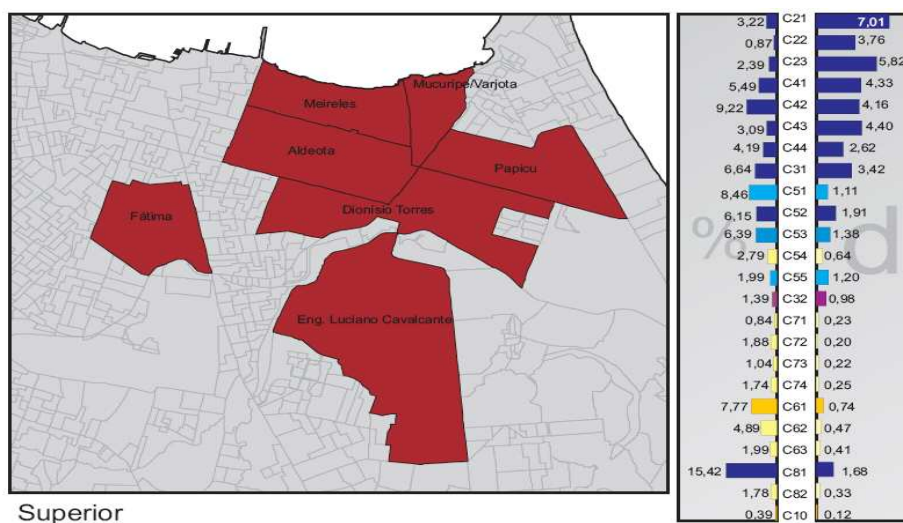 Mucuripe/Varjota
Meireles
Aldeota
Papicu
Fátima
Dionísio Torres
Eng. Luciano Cavalcante
Superior
% d
3,22 C21 7,01
0,87 C22 3,76
2,39 C23 5,82
5,49 C41 4,33
9,22 C42 4,16
3,09 C43 4,40
4,19 C44 2,62
6,64 C31 3,42
8,46 C51 1,11
6,15 C52 1,91
6,39 C53 1,38
2,79 C54 0,64
1,99 C55 1,20
1,39 C32 0,98
0,84 C71 0,23
1,88 C72 0,20
1,04 C73 0,22
1,74 C74 0,25
7,77 C61 0,74
4,89 C62 0,47
1,99 C63 0,41
15,42 C81 1,68
1,78 C82 0,33
0,39 C10 0,12